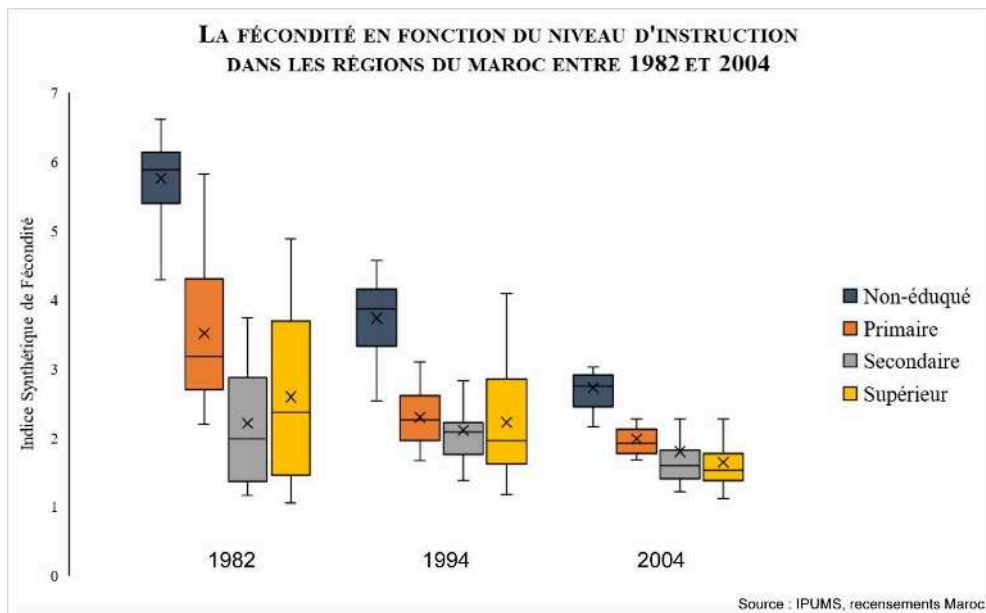 LA FÉCONDITÉ EN FONCTION DU NIVEAU D'INSTRUCTION
DANS LES RÉGIONS DU MAROC ENTRE 1982 ET 2004
Indice Synthétique de Fécondité
7
6
5
4
3
2
1
0
1982
1994
2004
Non-éduqué
Primaire
Secondaire
Supérieur
Source : IPUMS, recensements Maroc